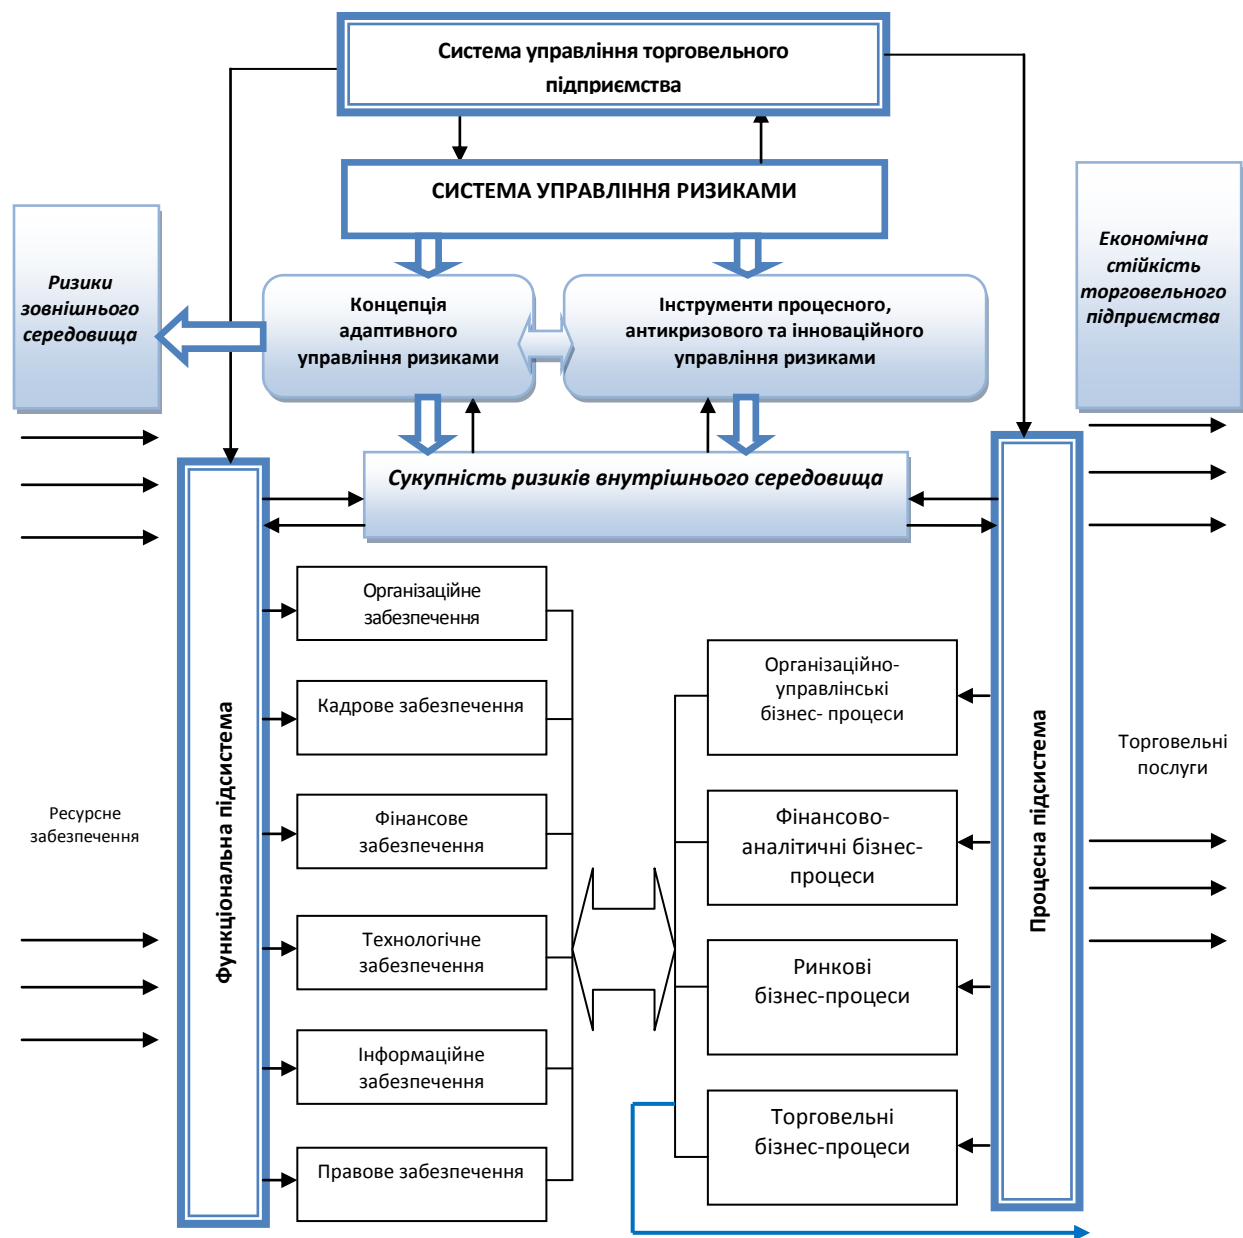 Система управління торговельного
підприємства
СИСТЕМА УПРАВЛІННЯ РИЗИКАМИ
Ризики
зовнішнього
середовища
Концепція
адаптивного
управління ризиками
Інструменти процесного,
антикризового та інноваційного
управління ризиками
Економічна
стійкість
торговельного
підприємства
Сукупність ризиків внутрішнього середовища
Функціональна підсистема
Організаційне
забезпечення
Кадрове забезпечення
Фінансове
забезпечення
Технологічне
забезпечення
Інформаційне
забезпечення
Правове забезпечення
Ресурсне
забезпечення
Організаційно-
управлінські
бізнес- процеси
Фінансово-
аналітичні бізнес-
процеси
Ринкові
бізнес-процеси
Торговельні
бізнес-процеси
Процесна підсистема
Торговельні
послуги